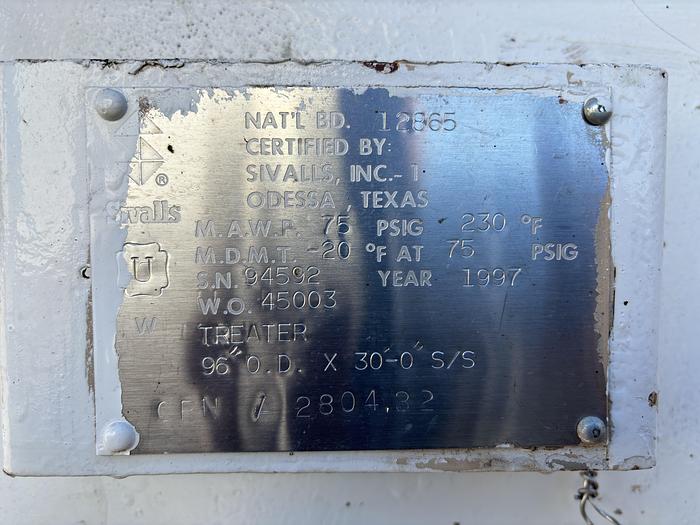 NAT'L BD. 12865
CERTIFIED BY:
SIVALLS, INC.-1
ODESSA, TEXAS
®
Sivalls
M.A.W.P. 75 PSIG 230 °F
M.D.M.T. -20 °F AT 75 PSIG
U
S.N. 94592 YEAR 1997
W.O. 45003
W
TREATER
96" O.D. X 30'-0" S/S
CRN / 2804.32